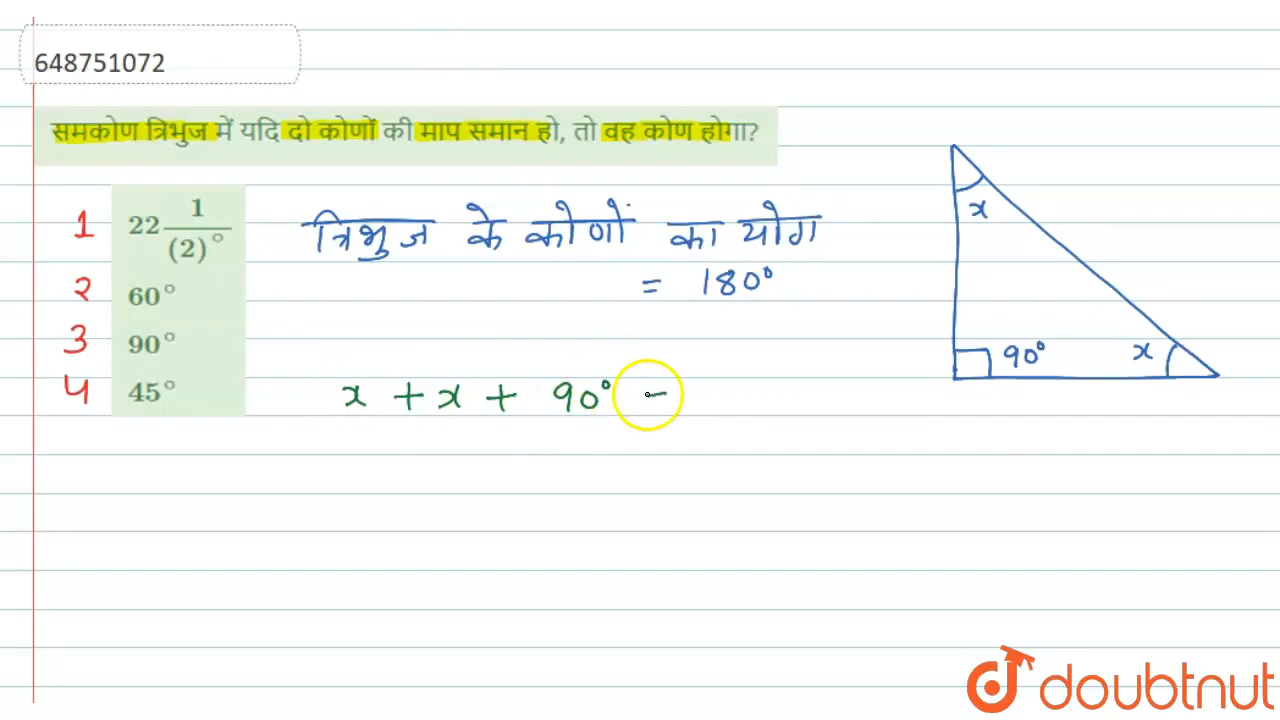 648751072
समकोण त्रिभुज में यदि दो कोणों की माप समान हो, तो वह कोण होगा?
1 22 1/(2)°
2 60°
3 90°
4 45°
त्रिभुज के कोणों का योग
= 180°
x + x + 90° =
x
90° x
doubtnut